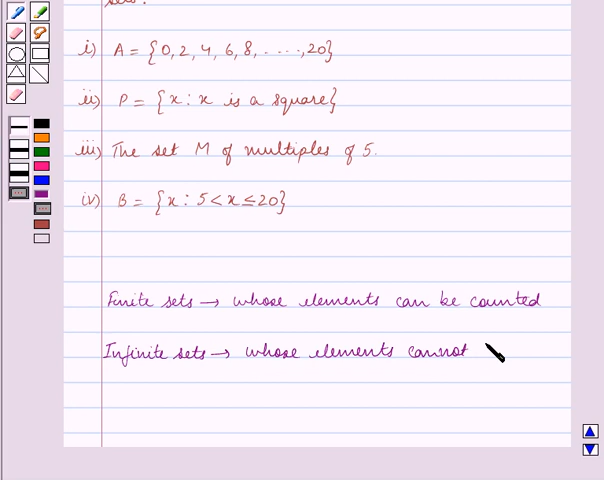 sets.
i) A = {0, 2, 4, 6, 8, ....., 20}
ii) P = {x : x is a square}
iii) The set M of multiples of 5.
iv) B = {x : 5 < x ≤ 20}
Finite sets → whose elements can be counted
Infinite sets → whose elements cannot